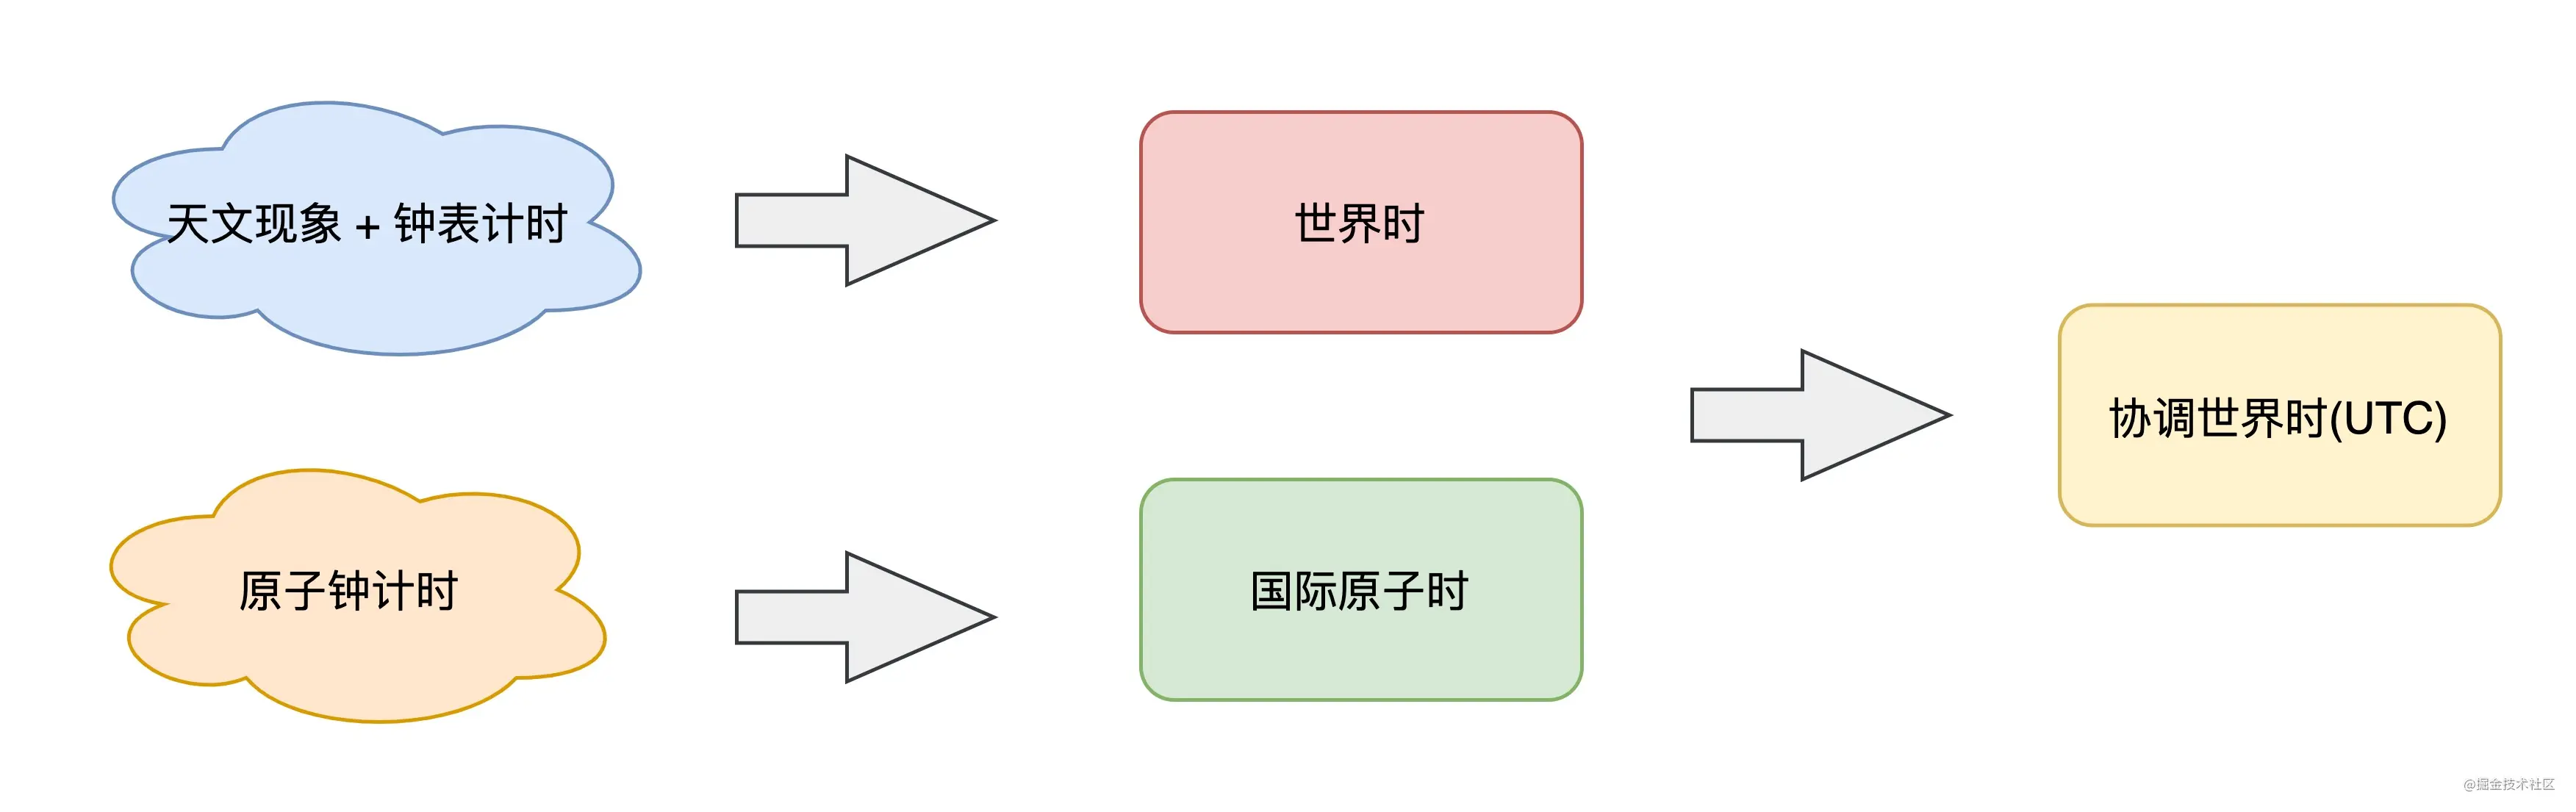 天文现象 + 钟表计时
世界时
协调世界时(UTC)
原子钟计时
国际原子时
@掘金技术社区